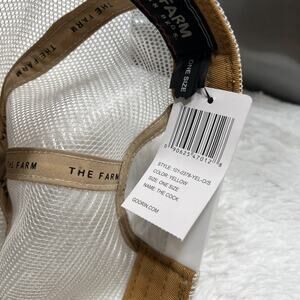 THE FARM
FARM
ONE SIZE
THE FARM
THE FARM
STYLE: 101-0378-YEL-O/S
COLOR: YELLOW
SIZE: ONE SIZE
NAME: THE COCK
GOORIN.COM